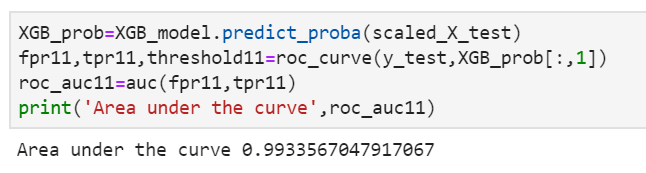 XGB_prob=XGB_model.predict_proba(scaled_X_test)
fpr11,tpr11,threshold11=roc_curve(y_test,XGB_prob[:,1])
roc_auc11=auc(fpr11,tpr11)
print('Area under the curve',roc_auc11)
Area under the curve 0.9933567047917067